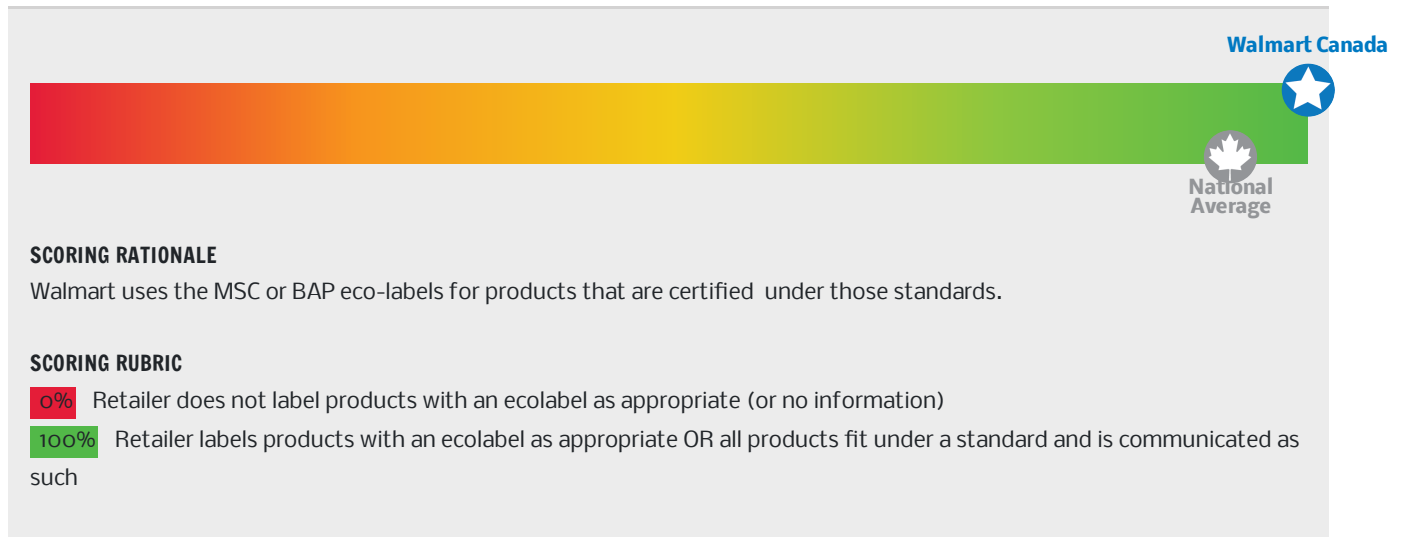 Walmart Canada
National
Average
SCORING RATIONALE
Walmart uses the MSC or BAP eco-labels for products that are certified under those standards.
SCORING RUBRIC
0% Retailer does not label products with an ecolabel as appropriate (or no information)
100% Retailer labels products with an ecolabel as appropriate OR all products fit under a standard and is communicated as
such